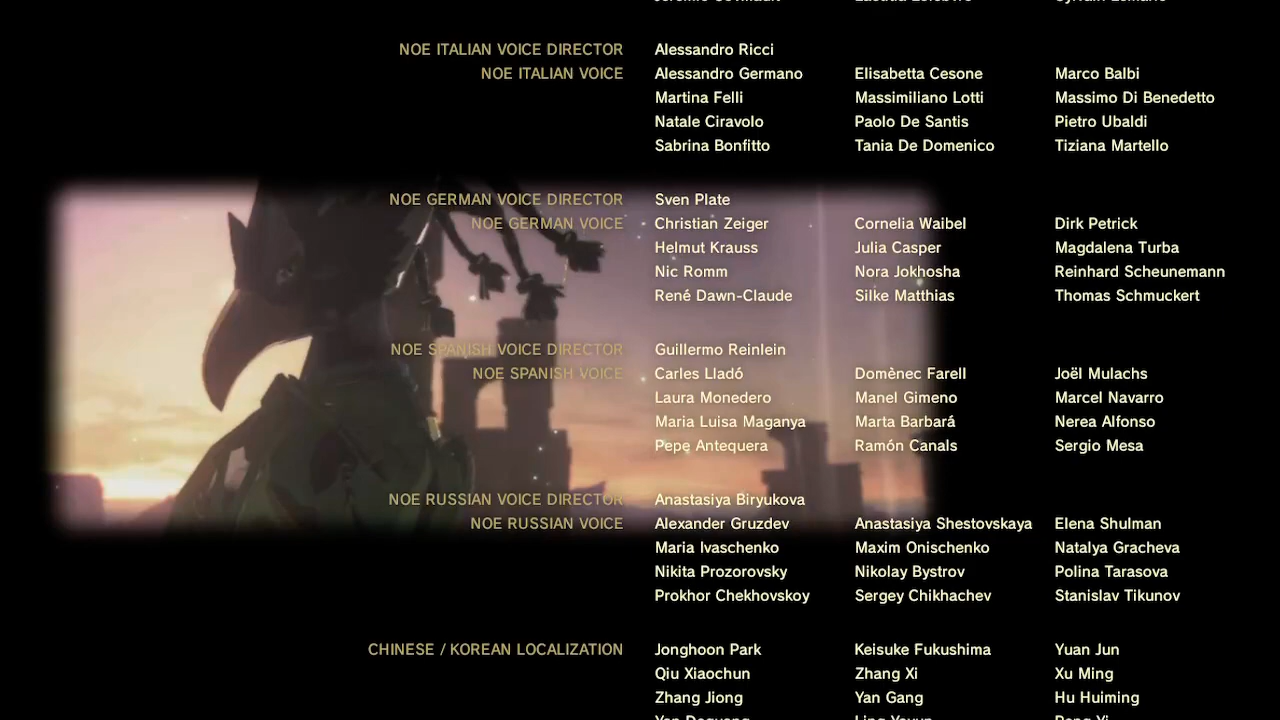 NOE ITALIAN VOICE DIRECTOR Alessandro Ricci
NOE ITALIAN VOICE Alessandro Germano Elisabetta Cesone Marco Balbi
Martina Felli Massimiliano Lotti Massimo Di Benedetto
Natale Ciravolo Paolo De Santis Pietro Ubaldi
Sabrina Bonfitto Tania De Domenico Tiziana Martello
NOE GERMAN VOICE DIRECTOR Sven Plate
NOE GERMAN VOICE Christian Zeiger Cornelia Waibel Dirk Petrick
Helmut Krauss Julia Casper Magdalena Turba
Nic Romm Nora Jokhosha Reinhard Scheunemann
René Dawn-Claude Silke Matthias Thomas Schmuckert
NOE SPANISH VOICE DIRECTOR Guillermo Reinlein
NOE SPANISH VOICE Carles Lladó Domènec Farell Joël Mulachs
Laura Monedero Manel Gimeno Marcel Navarro
Maria Luisa Maganya Marta Barbará Nerea Alfonso
Pepe Antequera Ramón Canals Sergio Mesa
NOE RUSSIAN VOICE DIRECTOR Anastasiya Biryukova
NOE RUSSIAN VOICE Alexander Gruzdev Anastasiya Shestovskaya Elena Shulman
Maria Ivaschenko Maxim Onischenko Natalya Gracheva
Nikita Prozorovsky Nikolay Bystrov Polina Tarasova
Prokhor Chekhovskoy Sergey Chikhachev Stanislav Tikunov
CHINESE / KOREAN LOCALIZATION Jonghoon Park Keisuke Fukushima Yuan Jun
Qiu Xiaochun Zhang Xi Xu Ming
Zhang Jiong Yan Gang Hu Huiming